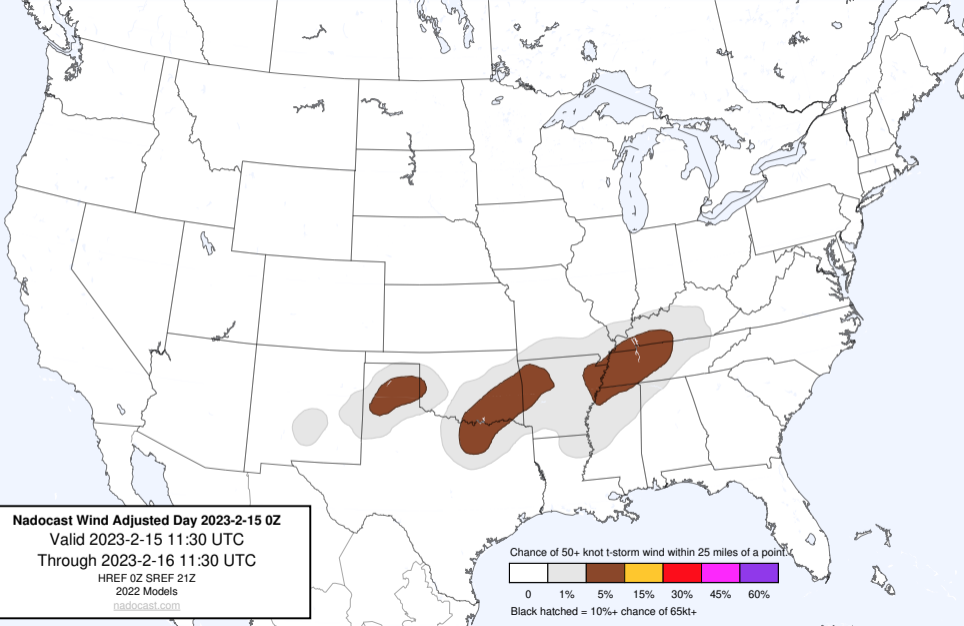 Nadocast Wind Adjusted Day 2023-2-15 0Z
Valid 2023-2-15 11:30 UTC
Through 2023-2-16 11:30 UTC
HREF 0Z SREF 21Z
2022 Models
nadocast.com
Chance of 50+ knot t-storm wind within 25 miles of a point.
0 1% 5% 15% 30% 45% 60%
Black hatched = 10%+ chance of 65kt+